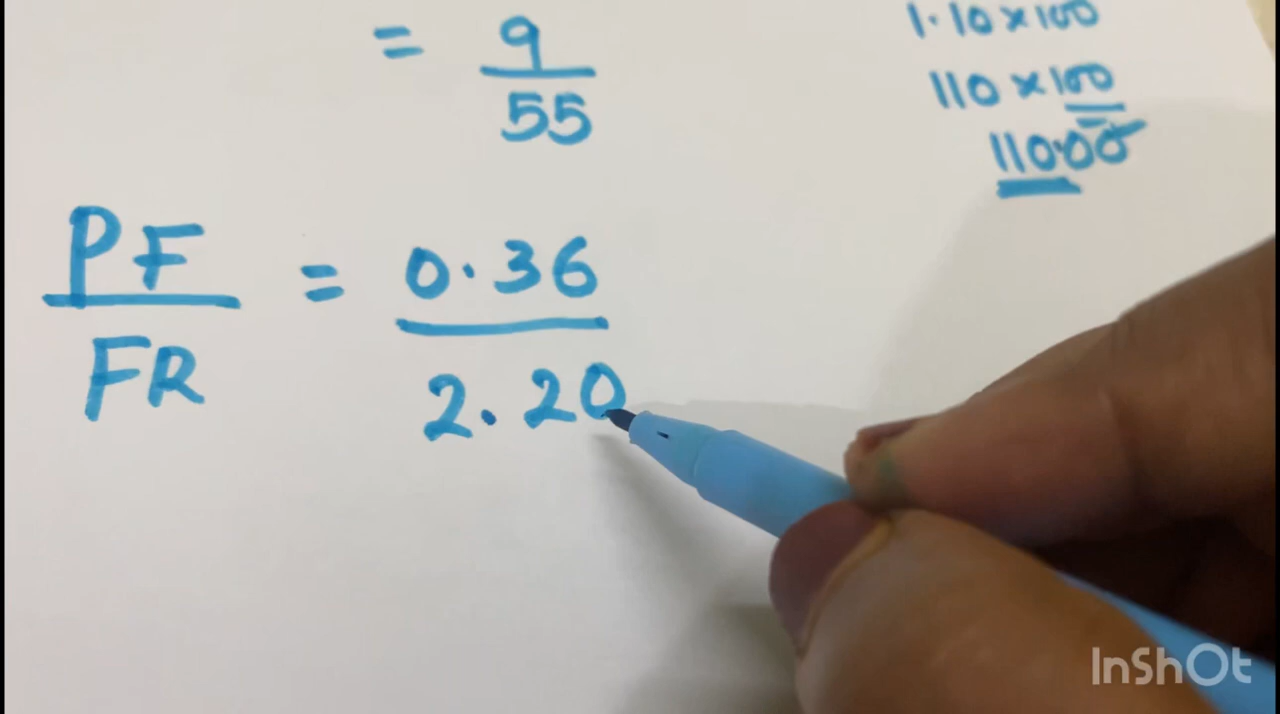 = 9/55
1.10 x 100
110 x 100
110.00
PF/FR = 0.36/2.20
InShOt